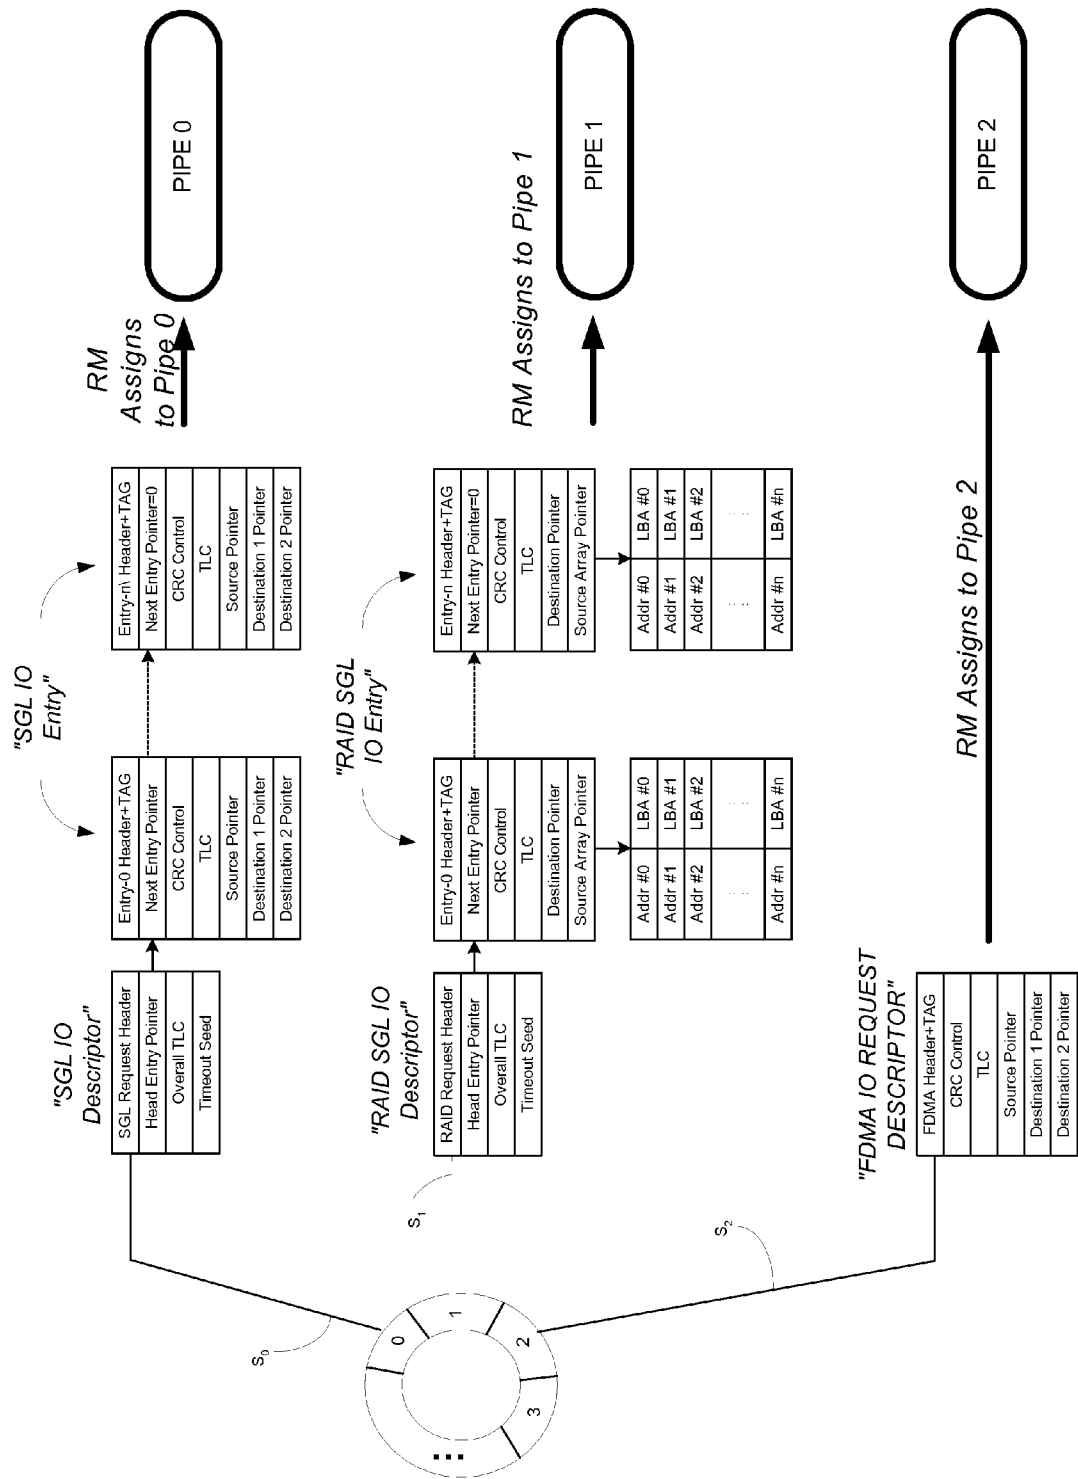 "SGL IO
Entry"
"SGL IO
Descriptor"
SGL Request Header
Head Entry Pointer
Overall TLC
Timeout Seed
Entry-0 Header+TAG
Next Entry Pointer
CRC Control
TLC
Source Pointer
Destination 1 Pointer
Destination 2 Pointer
Entry-n\ Header+TAG
Next Entry Pointer=0
CRC Control
TLC
Source Pointer
Destination 1 Pointer
Destination 2 Pointer
RM
Assigns
to Pipe 0
PIPE 0
S0
0
1
2
3
...
S1
S2
"RAID SGL
IO Entry"
"RAID SGL IO
Descriptor"
RAID Request Header
Head Entry Pointer
Overall TLC
Timeout Seed
Entry-0 Header+TAG
Next Entry Pointer
CRC Control
TLC
Destination Pointer
Source Array Pointer
Addr #0 LBA #0
Addr #1 LBA #1
Addr #2 LBA #2
Addr #n LBA #n
Entry-n Header+TAG
Next Entry Pointer=0
CRC Control
TLC
Destination Pointer
Source Array Pointer
Addr #0 LBA #0
Addr #1 LBA #1
Addr #2 LBA #2
Addr #n LBA #n
RM Assigns to Pipe 1
PIPE 1
"FDMA IO REQUEST
DESCRIPTOR"
FDMA Header+TAG
CRC Control
TLC
Source Pointer
Destination 1 Pointer
Destination 2 Pointer
RM Assigns to Pipe 2
PIPE 2